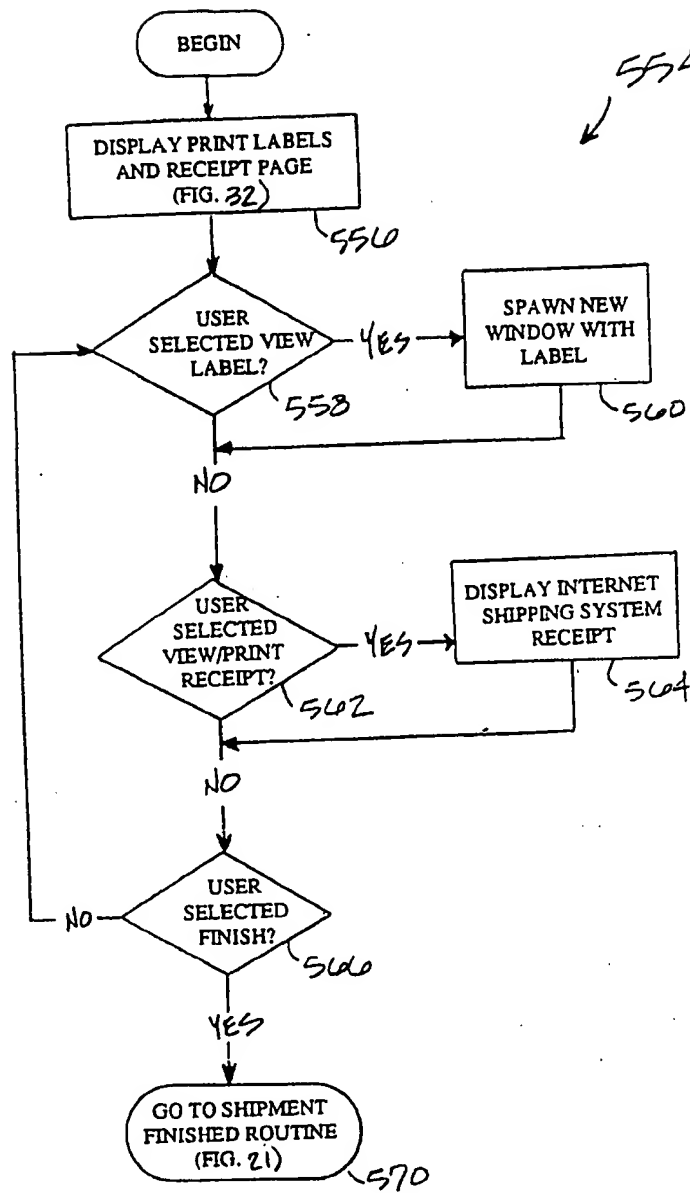 BEGIN
554
DISPLAY PRINT LABELS
AND RECEIPT PAGE
(FIG. 32)
556
USER
SELECTED VIEW
LABEL?
558
YES
SPAWN NEW
WINDOW WITH
LABEL
560
NO
USER
SELECTED
VIEW/PRINT
RECEIPT?
562
YES
DISPLAY INTERNET
SHIPPING SYSTEM
RECEIPT
564
NO
USER
SELECTED
FINISH?
566
NO
YES
GO TO SHIPMENT
FINISHED ROUTINE
(FIG. 21)
570